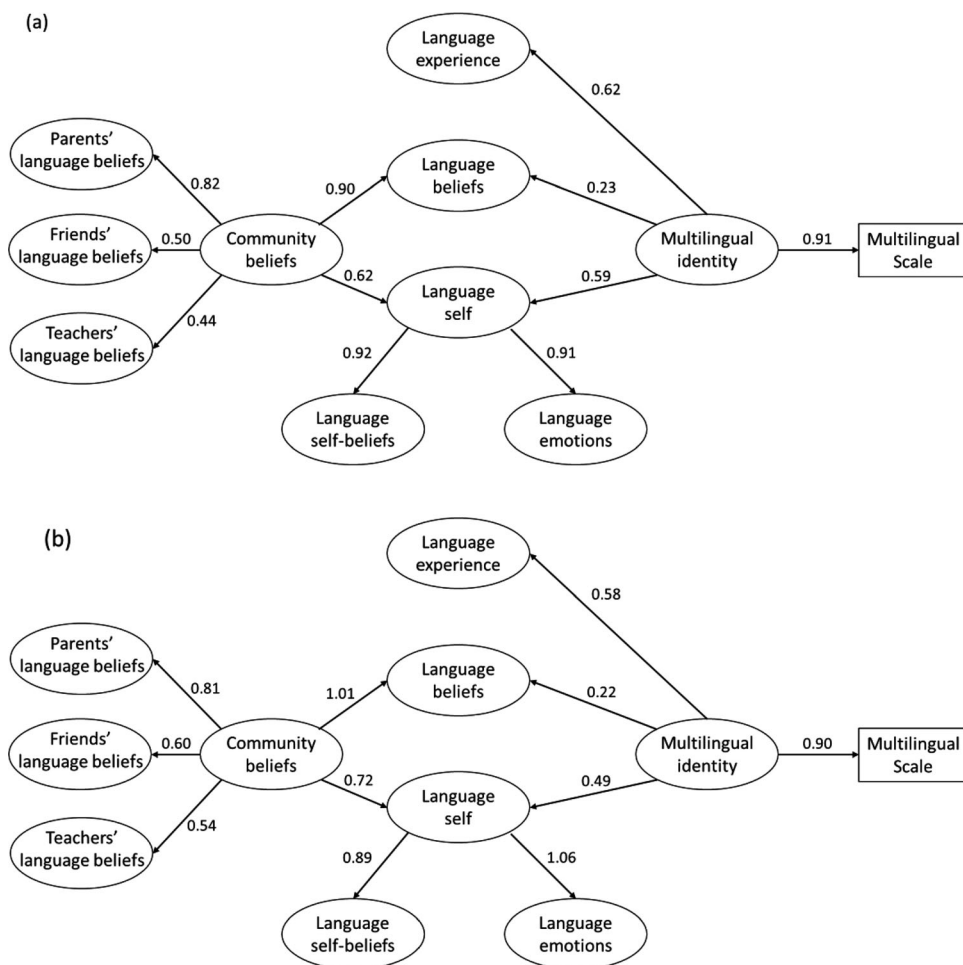 (a)
Language
experience
0.62
Parents'
language beliefs
0.82
0.90
Language
beliefs
0.23
Friends'
language beliefs
0.50
Community
beliefs
Multilingual
identity
0.91
Multilingual
Scale
0.62
Language
self
0.59
Teachers'
language beliefs
0.44
0.92
0.91
Language
self-beliefs
Language
emotions
(b)
Language
experience
0.58
Parents'
language beliefs
0.81
1.01
Language
beliefs
0.22
Friends'
language beliefs
0.60
Community
beliefs
Multilingual
identity
0.90
Multilingual
Scale
0.72
Language
self
0.49
Teachers'
language beliefs
0.54
0.89
1.06
Language
self-beliefs
Language
emotions